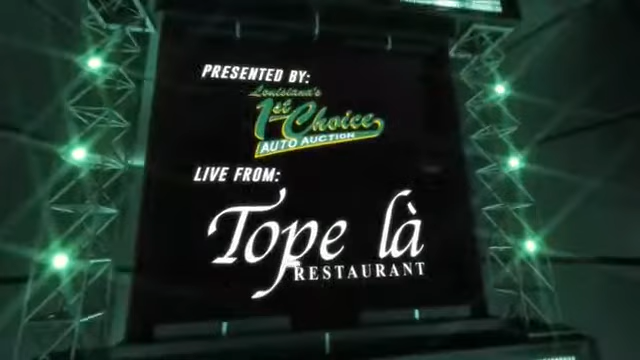 PRESENTED BY:
Louisiana's
1st Choice
AUTO AUCTION
LIVE FROM:
Tope là
RESTAURANT